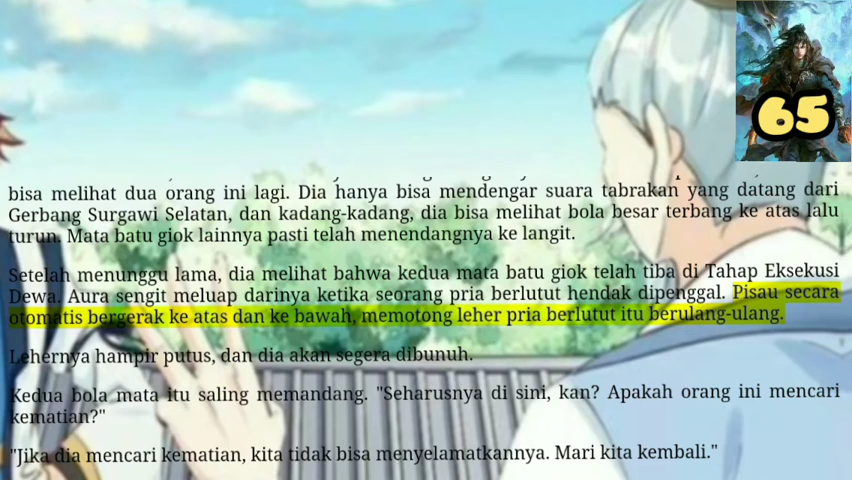 65
bisa melihat dua orang ini lagi. Dia hanya bisa mendengar suara tabrakan yang datang dari
Gerbang Surgawi Selatan, dan kadang-kadang, dia bisa melihat bola besar terbang ke atas lalu
turun. Mata batu giok lainnya pasti telah menendangnya ke langit.
Setelah menunggu lama, dia melihat bahwa kedua mata batu giok telah tiba di Tahap Eksekusi
Dewa. Aura sengit meluap darinya ketika seorang pria berlutut hendak dipenggal. Pisau secara
otomatis bergerak ke atas dan ke bawah, memotong leher pria berlutut itu berulang-ulang.
Lehernya hampir putus, dan dia akan segera dibunuh.
Kedua bola mata itu saling memandang. "Seharusnya di sini, kan? Apakah orang ini mencari
kematian?"
"Jika dia mencari kematian, kita tidak bisa menyelamatkannya. Mari kita kembali."